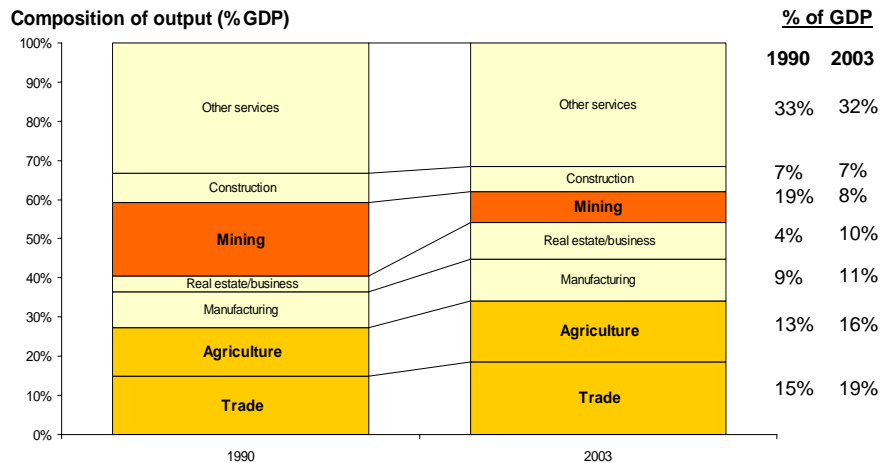 Composition of output (% GDP)
% of GDP
1990 2003
100%
90%
80%
70%
60%
50%
40%
30%
20%
10%
0%
Other services
Construction
Mining
Real estate/business
Manufacturing
Agriculture
Trade
Other services
Construction
Mining
Real estate/business
Manufacturing
Agriculture
Trade
33% 32%
7% 7%
19% 8%
4% 10%
9% 11%
13% 16%
15% 19%
1990
2003